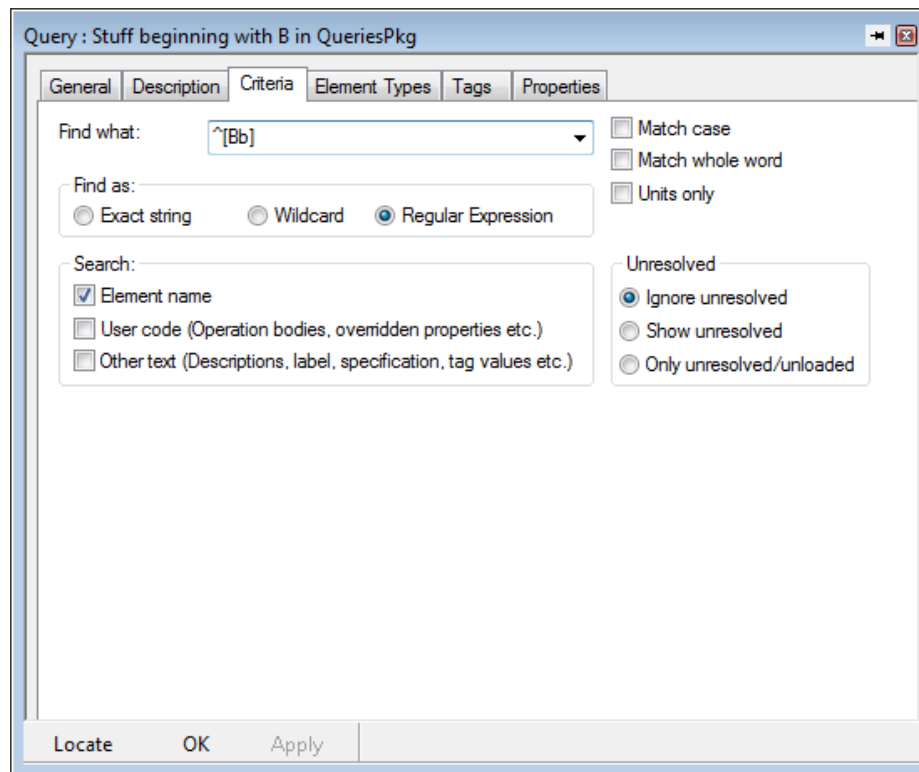 Query : Stuff beginning with B in QueriesPkg
General Description Criteria Element Types Tags Properties
Find what: ^[Bb]
Match case
Match whole word
Units only
Find as:
Exact string Wildcard Regular Expression
Search:
Element name
User code (Operation bodies, overridden properties etc.)
Other text (Descriptions, label, specification, tag values etc.)
Unresolved
Ignore unresolved
Show unresolved
Only unresolved/unloaded
Locate OK Apply